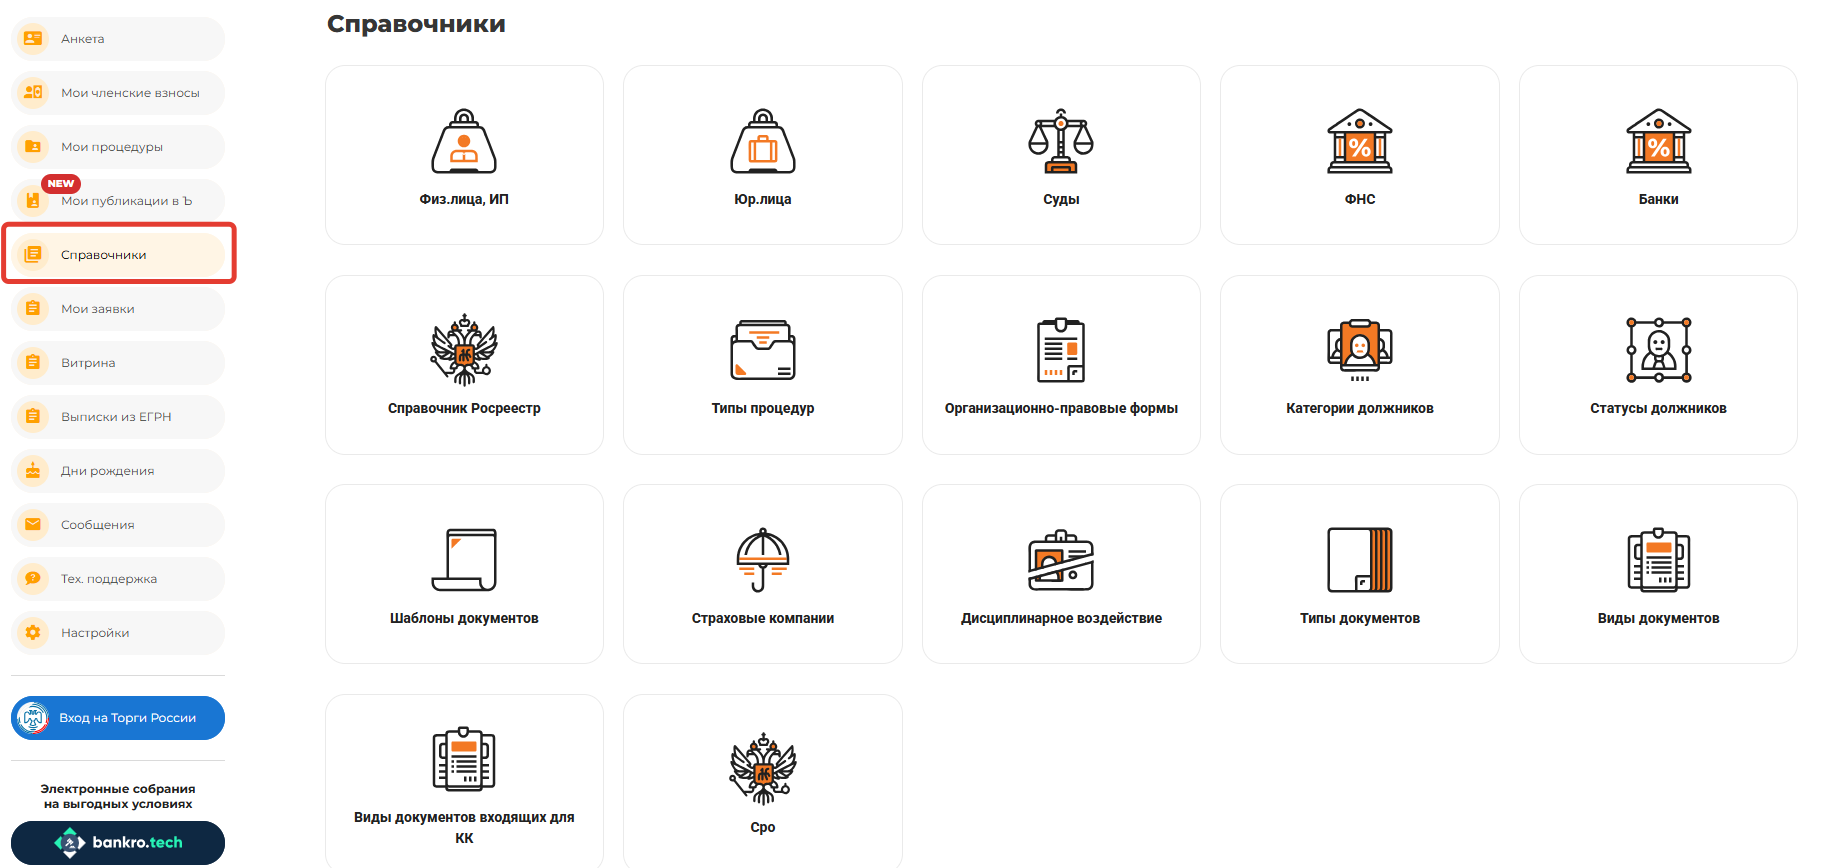 Анкета
Мои членские взносы
Мои процедуры
NEW
Мои публикации в Ъ
Справочники
Мои заявки
Витрина
Выписки из ЕГРН
Дни рождения
Сообщения
Тех. поддержка
Настройки
Вход на Торги России
Электронные собрания
на выгодных условиях
bankro.tech
Справочники
Физ.лица, ИП
Юр.лица
Суды
ФНС
Банки
Справочник Росреестр
Типы процедур
Организационно-правовые формы
Категории должников
Статусы должников
Шаблоны документов
Страховые компании
Дисциплинарное воздействие
Типы документов
Виды документов
Виды документов входящих для
КК
Сро